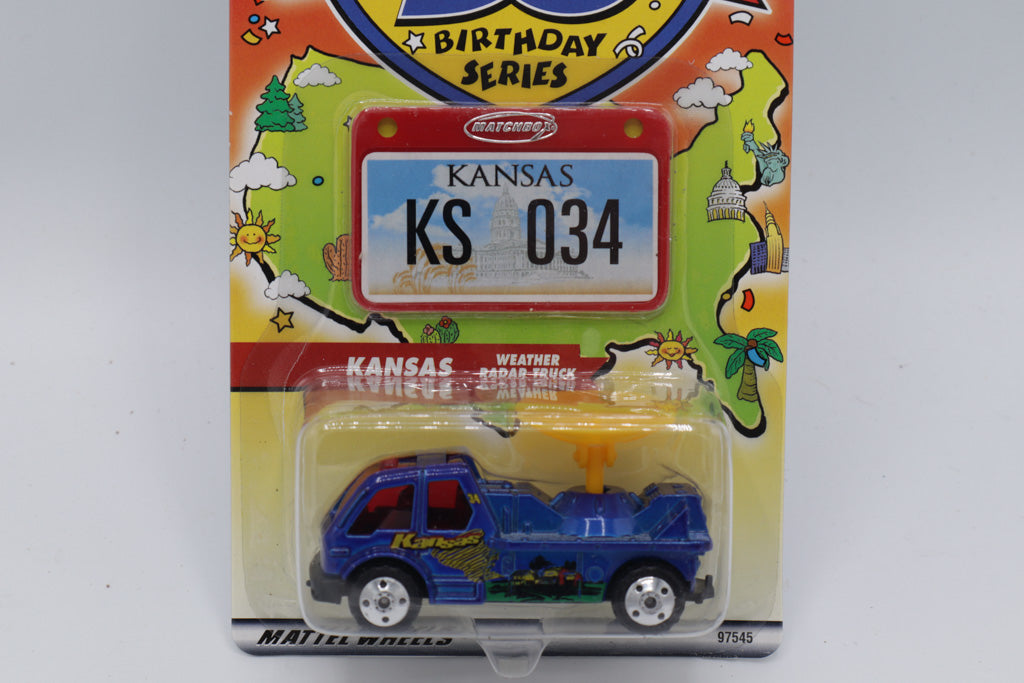 BIRTHDAY
SERIES
MATCHBOX
KANSAS
KS 034
KANSAS WEATHER
RADAR TRUCK
34
Kansas
MATTEL WHEELS
97545